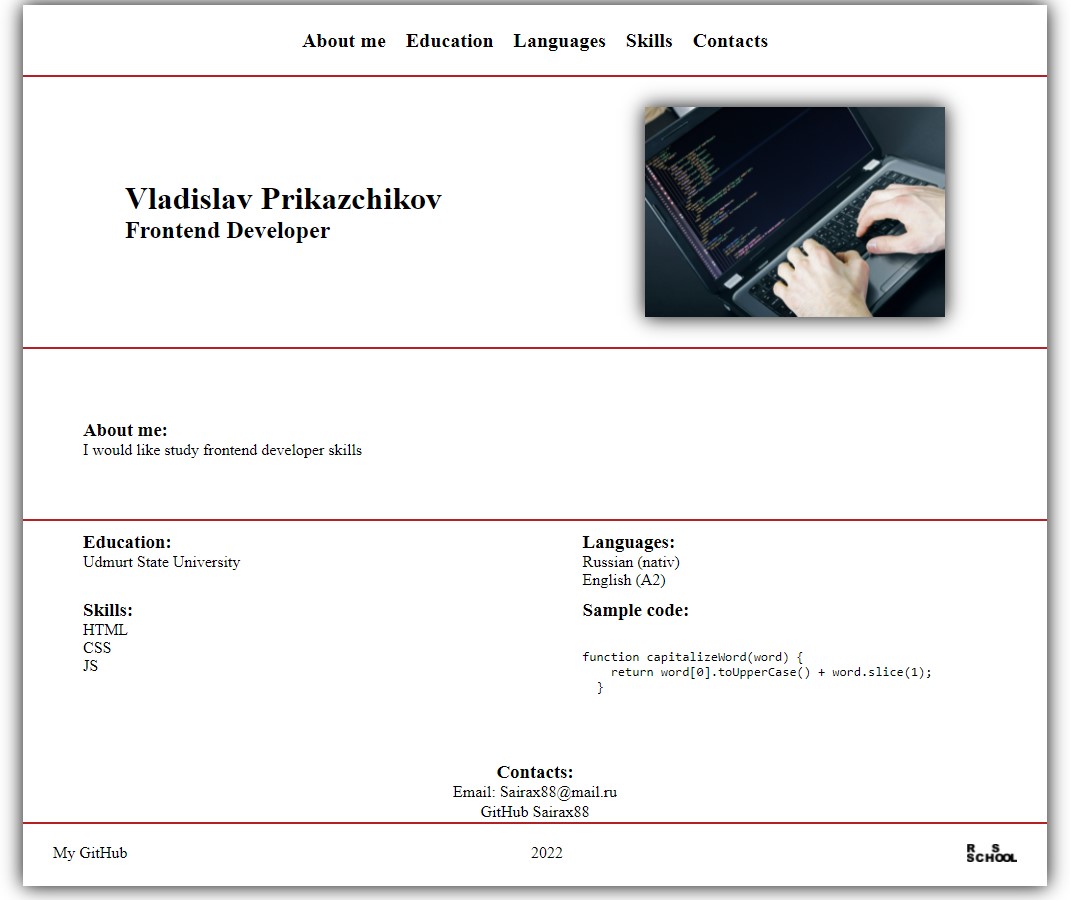 About me Education Languages Skills Contacts
Vladislav Prikazchikov
Frontend Developer
About me:
I would like study frontend developer skills
Education:
Udmurt State University
Languages:
Russian (nativ)
English (A2)
Skills:
HTML
CSS
JS
Sample code:
function capitalizeWord(word) {
    return word[0].toUpperCase() + word.slice(1);
  }
Contacts:
Email: Sairax88@mail.ru
GitHub Sairax88
My GitHub 2022 R S
SCHOOL